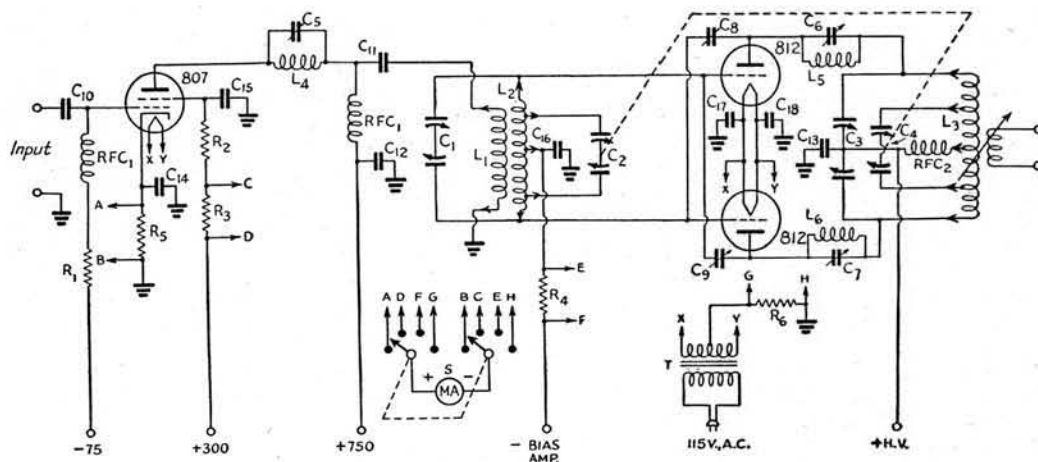 C5
L4
C11
C8
812
C6
L5
807
C10
C15
Input
RFC1
R2
X Y
C
R3
D
C14
A
R5
B
R1
RFC1
C12
C1
L1
L2
C16
C2
C17
C18
X
Y
812
C9
L6
C7
C13
C3
C4
L3
RFC2
E
R4
F
A D F G B C E H
+ S -
MA
G
H
R6
X
Y
T
-75
+300
+750
- BIAS
AMP.
115V., A.C.
+H.V.